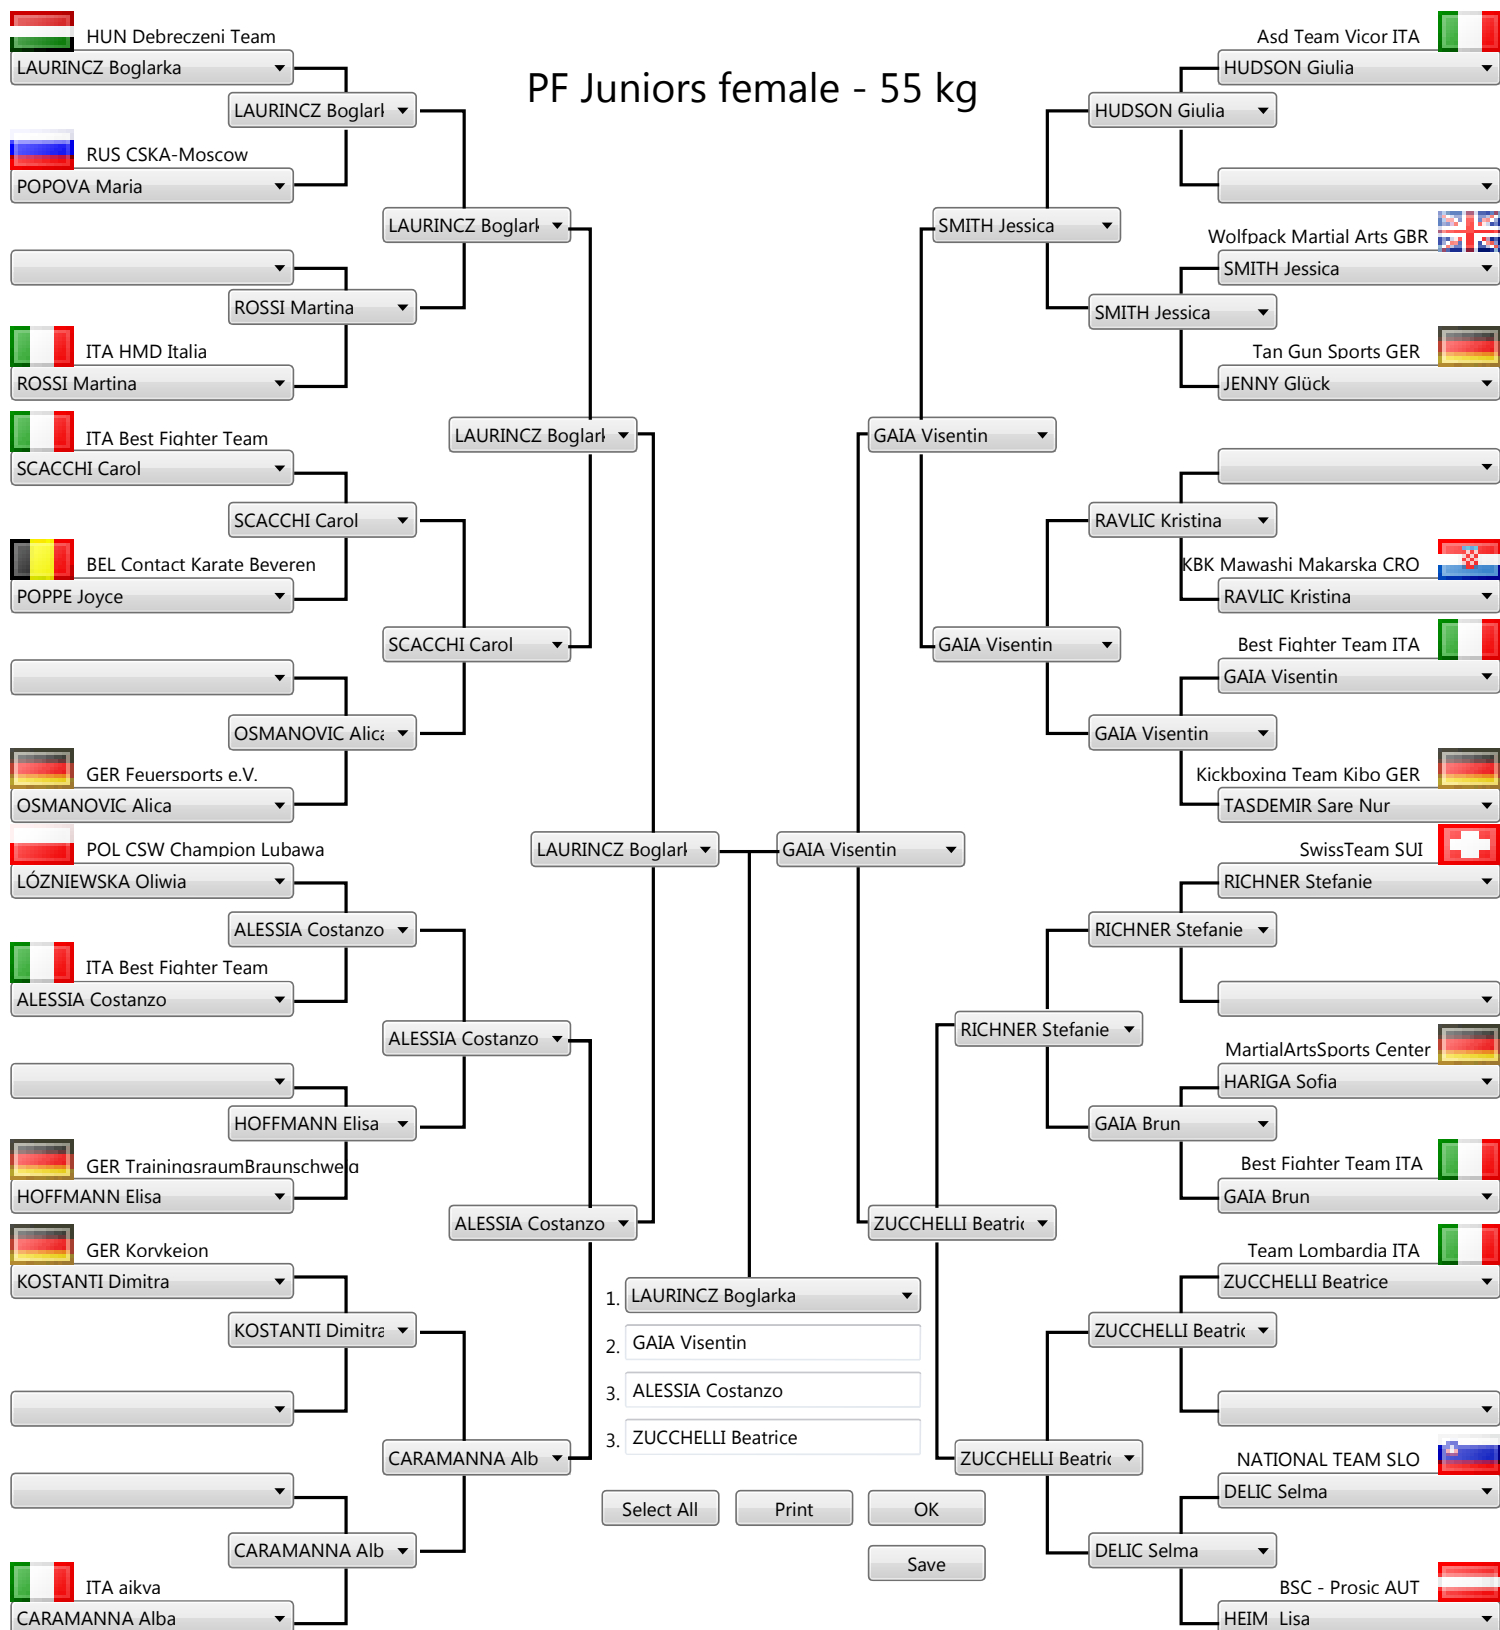 PF Juniors female - 55 kg
HUN Debreczeni Team
LAURINCZ Boglarka
RUS CSKA-Moscow
POPOVA Maria
ITA HMD Italia
ROSSI Martina
ITA Best Fighter Team
SCACCHI Carol
BEL Contact Karate Beveren
POPPE Joyce
GER Feuersports e.V.
OSMANOVIC Alica
POL CSW Champion Lubawa
LÓZNIEWSKA Oliwia
ITA Best Fighter Team
ALESSIA Costanzo
GER TrainingsraumBraunschweig
HOFFMANN Elisa
GER Korykeion
KOSTANTI Dimitra
ITA aikya
CARAMANNA Alba
LAURINCZ Boglark
ROSSI Martina
SCACCHI Carol
OSMANOVIC Alica
ALESSIA Costanzo
HOFFMANN Elisa
KOSTANTI Dimitra
CARAMANNA Alb
LAURINCZ Boglark
SCACCHI Carol
ALESSIA Costanzo
CARAMANNA Alb
LAURINCZ Boglark
ALESSIA Costanzo
LAURINCZ Boglark
GAIA Visentin
1. LAURINCZ Boglarka
2. GAIA Visentin
3. ALESSIA Costanzo
3. ZUCCHELLI Beatrice
Select All
Print
OK
Save
GAIA Visentin
ZUCCHELLI Beatric
SMITH Jessica
GAIA Visentin
RICHNER Stefanie
ZUCCHELLI Beatric
HUDSON Giulia
SMITH Jessica
RAVLIC Kristina
GAIA Visentin
RICHNER Stefanie
GAIA Brun
ZUCCHELLI Beatric
DELIC Selma
Asd Team Vicor ITA
HUDSON Giulia
Wolfpack Martial Arts GBR
SMITH Jessica
Tan Gun Sports GER
JENNY Glück
KBK Mawashi Makarska CRO
RAVLIC Kristina
Best Fighter Team ITA
GAIA Visentin
Kickboxing Team Kibo GER
TASDEMIR Sare Nur
SwissTeam SUI
RICHNER Stefanie
MartialArtsSports Center
HARIGA Sofia
Best Fighter Team ITA
GAIA Brun
Team Lombardia ITA
ZUCCHELLI Beatrice
NATIONAL TEAM SLO
DELIC Selma
BSC - Prosic AUT
HEIM Lisa